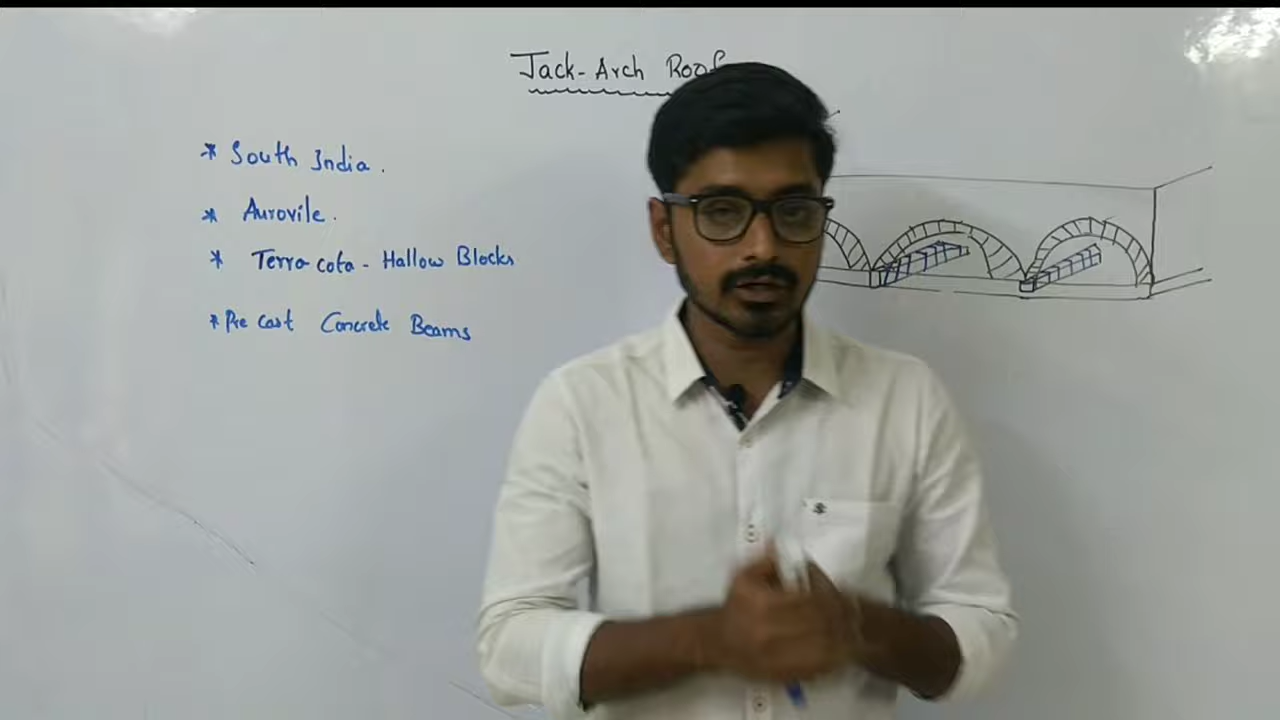 Jack-Arch Roof
* South India.
* Aurovile.
* Terra cota - Hallow Blocks
* Pre Cast Concrete Beams